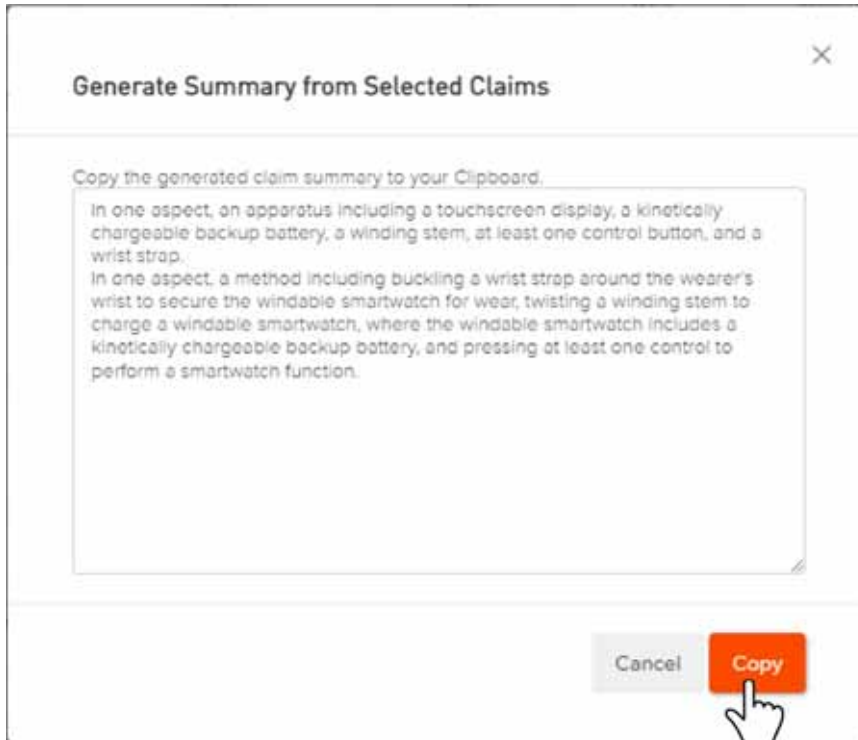 Generate Summary from Selected Claims
Copy the generated claim summary to your Clipboard.
In one aspect, an apparatus including a touchscreen display, a kinetically
chargeable backup battery, a winding stem, at least one control button, and a
wrist strap.
In one aspect, a method including buckling a wrist strap around the wearer's
wrist to secure the windable smartwatch for wear, twisting a winding stem to
charge a windable smartwatch, where the windable smartwatch includes a
kinetically chargeable backup battery, and pressing at least one control to
perform a smartwatch function.
Cancel
Copy